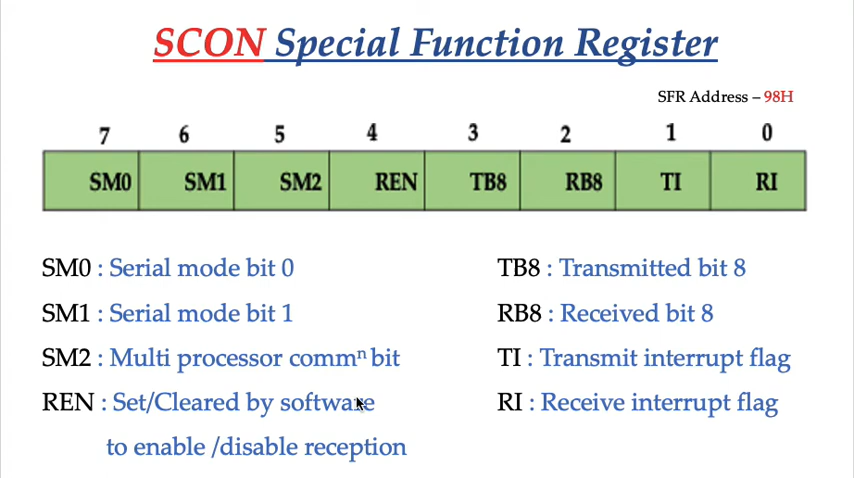 SCON Special Function Register
SFR Address – 98H
7 6 5 4 3 2 1 0
SM0 SM1 SM2 REN TB8 RB8 TI RI
SM0 : Serial mode bit 0
SM1 : Serial mode bit 1
SM2 : Multi processor commⁿ bit
REN : Set/Cleared by software
to enable /disable reception
TB8 : Transmitted bit 8
RB8 : Received bit 8
TI : Transmit interrupt flag
RI : Receive interrupt flag